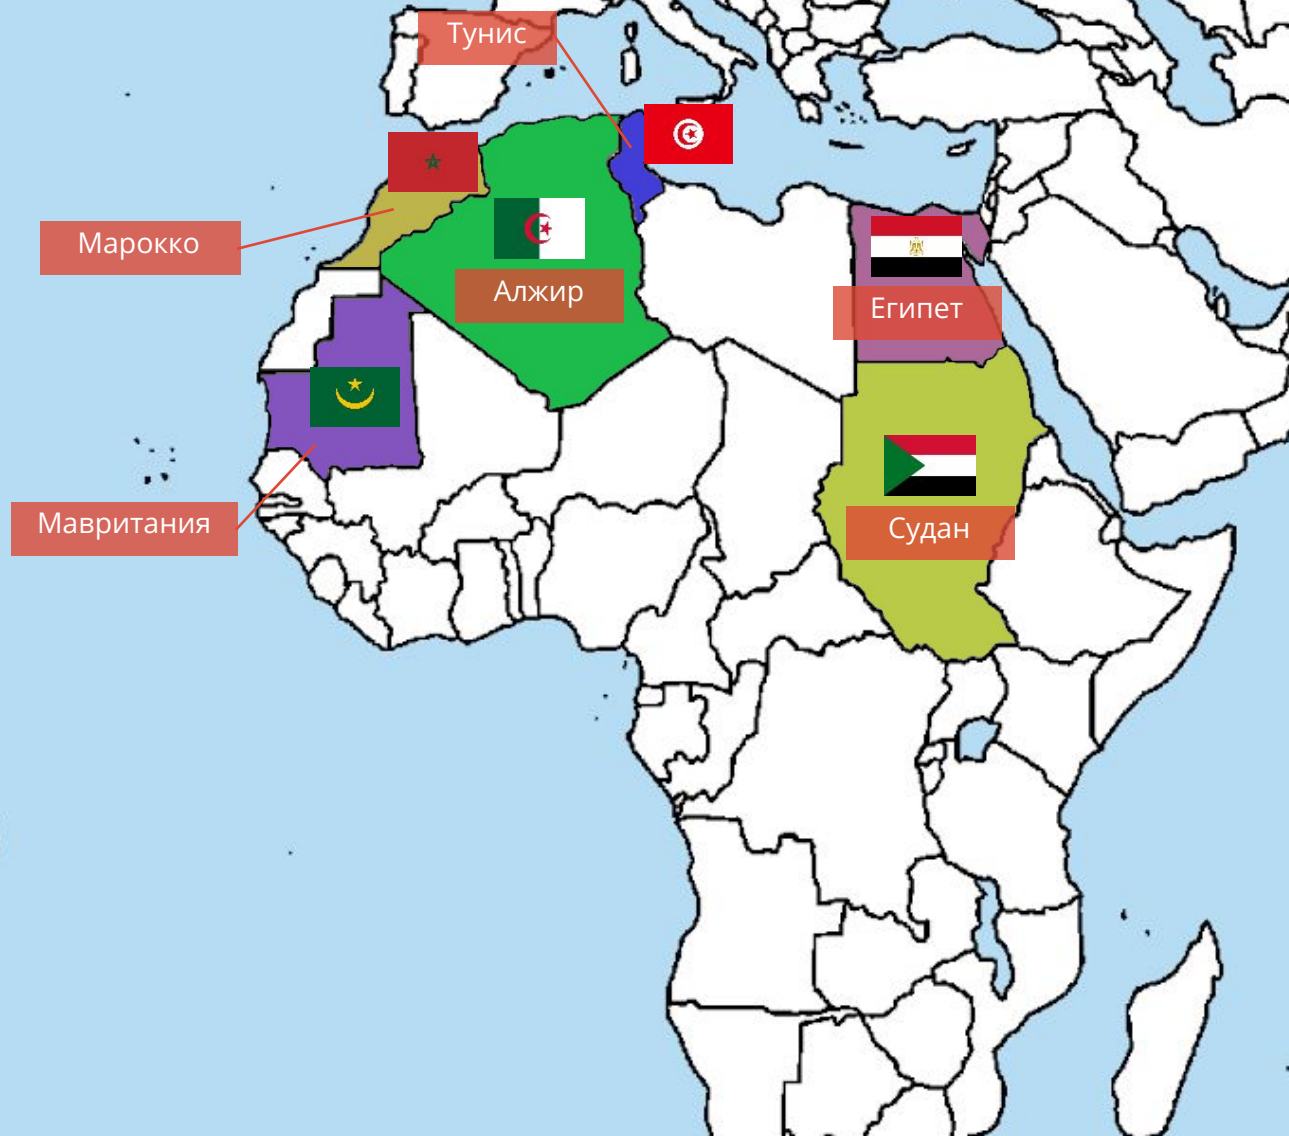 Тунис
Марокко
Алжир
Египет
Мавритания
Судан